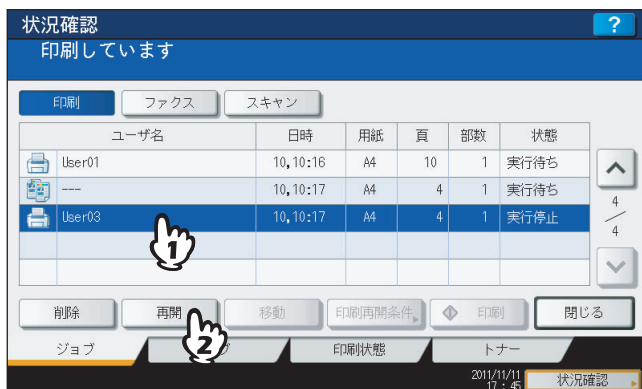 状況確認
?
印刷しています
印刷 ファクス スキャン
ユーザ名 日時 用紙 頁 部数 状態
User01 10,10:16 A4 10 1 実行待ち
--- 10,10:17 A4 4 1 実行待ち
User03 10,10:17 A4 4 1 実行停止
4
/
4
1
削除 再開 移動 印刷再開条件 印刷 閉じる
2
ジョブ グ 印刷状態 トナー
2011/11/11
17 : 45
状況確認